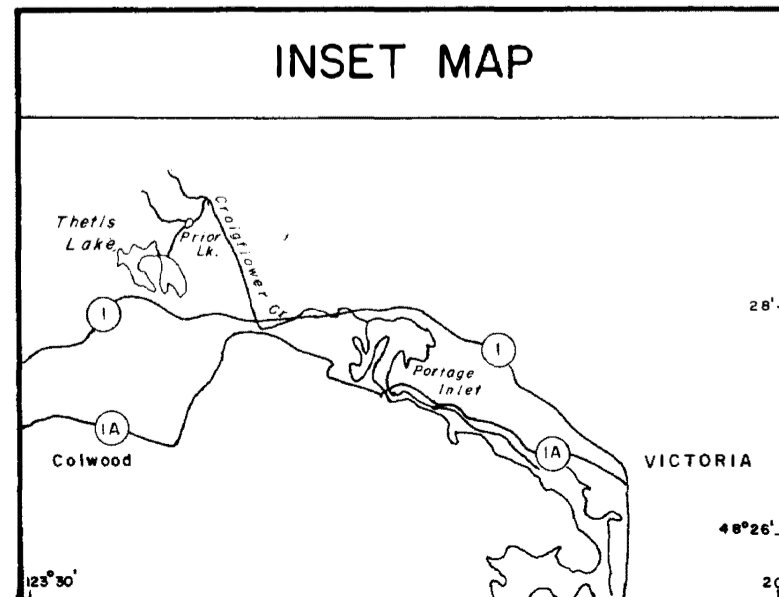 INSET MAP
Thetis
Lake
Prior
Lk.
Craigflower Cr.
28'
1
1
Portage
Inlet
1A
1A
Colwood
VICTORIA
48°26'
123°30'
20